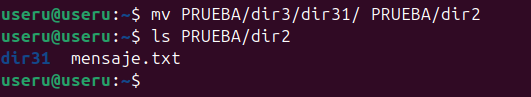 useru@useru:~$ mv PRUEBA/dir3/dir31/ PRUEBA/dir2
useru@useru:~$ ls PRUEBA/dir2
dir31  mensaje.txt
useru@useru:~$